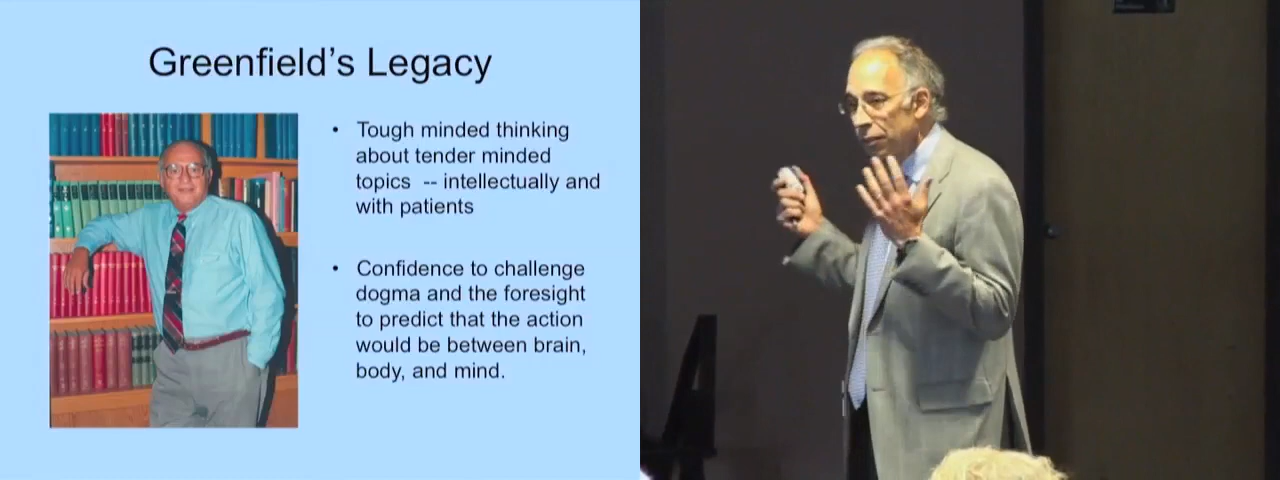 Greenfield's Legacy
• Tough minded thinking
about tender minded
topics -- intellectually and
with patients
• Confidence to challenge
dogma and the foresight
to predict that the action
would be between brain,
body, and mind.